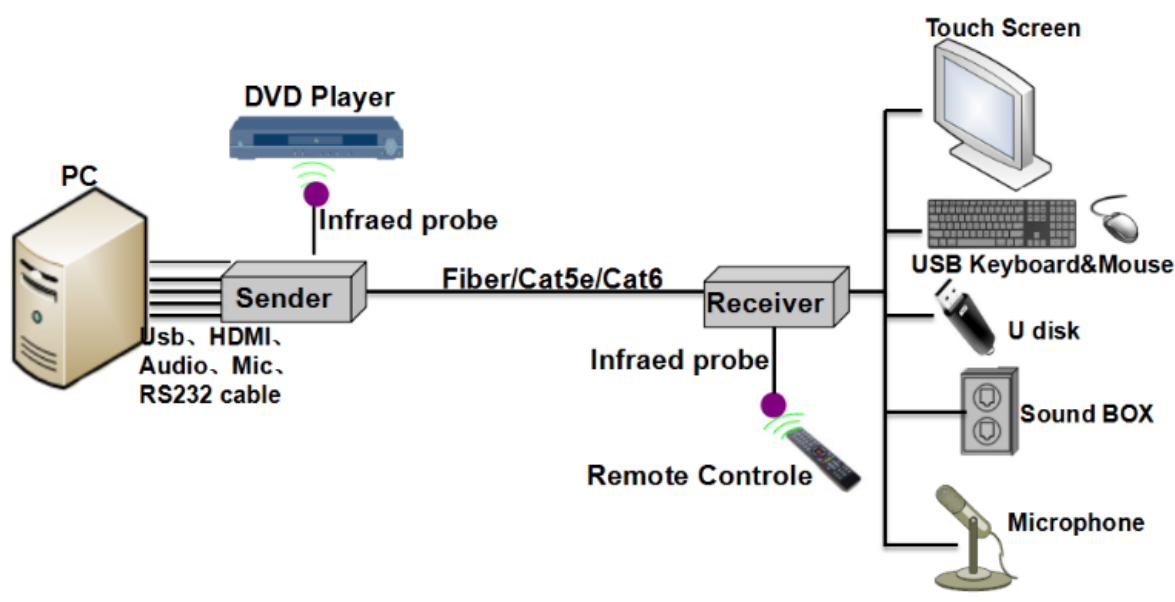 Touch Screen
DVD Player
PC
Infraed probe
USB Keyboard&Mouse
Fiber/Cat5e/Cat6
Sender
Receiver
Usb、HDMI、
Audio、Mic、
RS232 cable
U disk
Infraed probe
Sound BOX
Remote Controle
Microphone